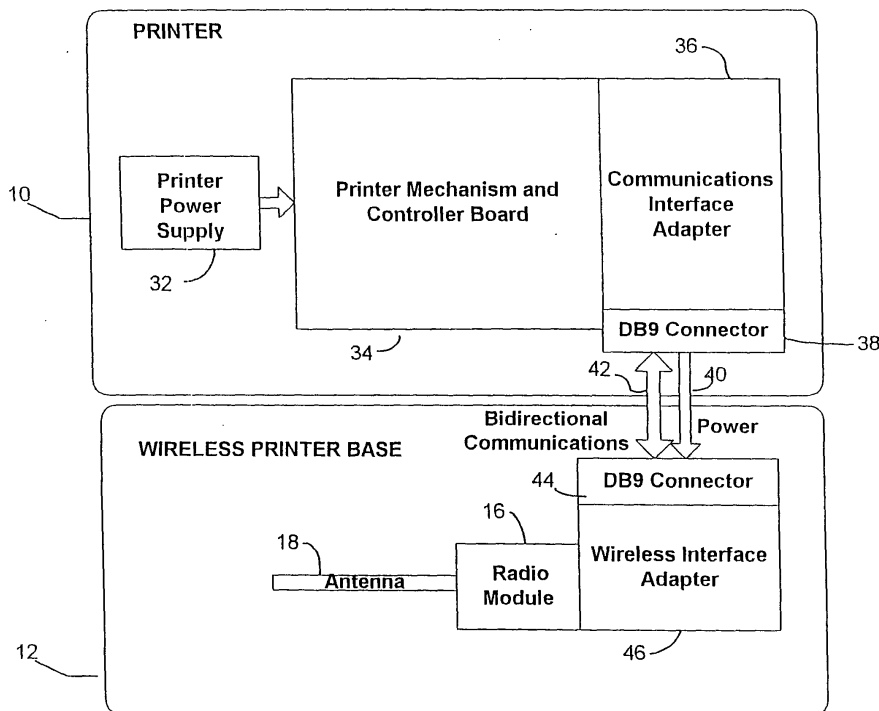 PRINTER
36
10
Printer
Power
Supply
32
Printer Mechanism and
Controller Board
34
Communications
Interface
Adapter
DB9 Connector
38
42
40
Bidirectional
Communications
Power
WIRELESS PRINTER BASE
44
DB9 Connector
16
18
Antenna
Radio
Module
Wireless Interface
Adapter
46
12